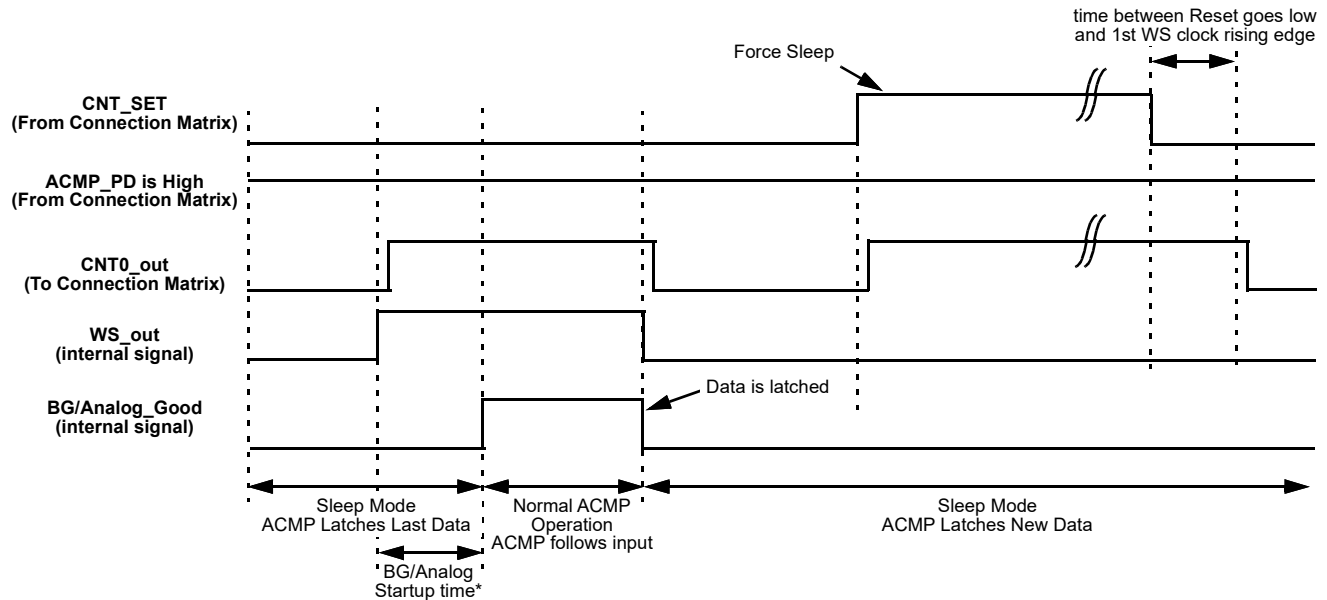 time between Reset goes low
and 1st WS clock rising edge
Force Sleep
CNT_SET
(From Connection Matrix)
ACMP_PD is High
(From Connection Matrix)
CNT0_out
(To Connection Matrix)
WS_out
(internal signal)
Data is latched
BG/Analog_Good
(internal signal)
Sleep Mode
ACMP Latches Last Data
Normal ACMP
Operation
ACMP follows input
Sleep Mode
ACMP Latches New Data
BG/Analog
Startup time*